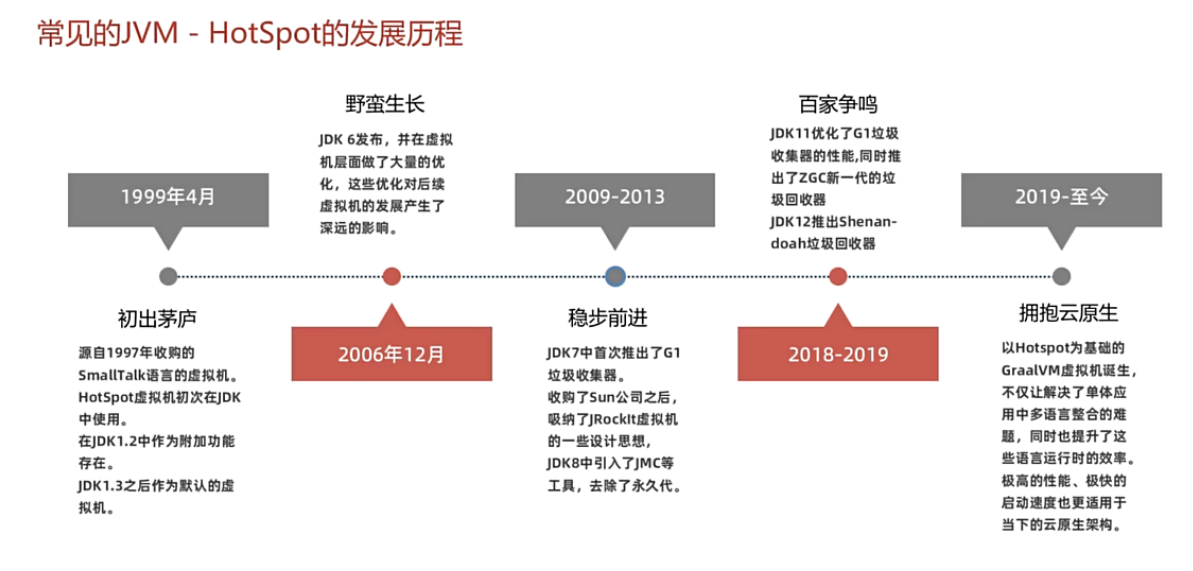 常见的JVM - HotSpot的发展历程
1999年4月
初出茅庐
源自1997年收购的
SmallTalk语言的虚拟机。
HotSpot虚拟机初次在JDK
中使用。
在JDK1.2中作为附加功能
存在。
JDK1.3之后作为默认的虚
拟机。
野蛮生长
JDK 6发布，并在虚拟
机层面做了大量的优
化，这些优化对后续
虚拟机的发展产生了
深远的影响。
2006年12月
2009-2013
稳步前进
JDK7中首次推出了G1
垃圾收集器。
收购了Sun公司之后，
吸纳了JRockIt虚拟机
的一些设计思想，
JDK8中引入了JMC等
工具，去除了永久代。
百家争鸣
JDK11优化了G1垃圾
收集器的性能,同时推
出了ZGC新一代的垃
圾回收器
JDK12推出Shenan-
doah垃圾回收器
2018-2019
2019-至今
拥抱云原生
以Hotspot为基础的
GraalVM虚拟机诞生，
不仅让解决了单体应
用中多语言整合的难
题，同时也提升了这
些语言运行时的效率。
极高的性能、极快的
启动速度也更适用于
当下的云原生架构。